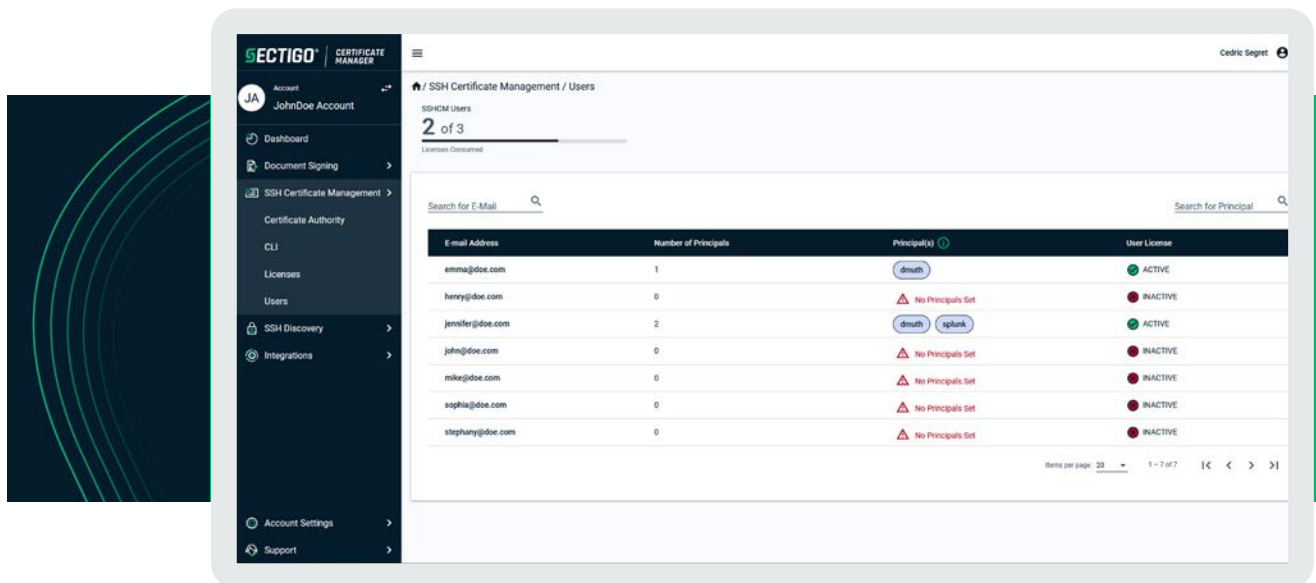 SECTIGO® CERTIFICATE MANAGER
Cedric Segret
Account
JA
JohnDoe Account
Dashboard
Document Signing
SSH Certificate Management
Certificate Authority
CLI
Licenses
Users
SSH Discovery
Integrations
Account Settings
Support
/ SSH Certificate Management / Users
SSHCM Users
2 of 3
Licenses Consumed
Search for E-Mail Search for Principal
E-mail Address Number of Principals Principal(s) User License
emma@doe.com 1 dmuth ACTIVE
henry@doe.com 0 No Principals Set INACTIVE
jennifer@doe.com 2 dmuth splunk ACTIVE
john@doe.com 0 No Principals Set INACTIVE
mike@doe.com 0 No Principals Set INACTIVE
sophia@doe.com 0 No Principals Set INACTIVE
stephany@doe.com 0 No Principals Set INACTIVE
Items per page: 20 1 – 7 of 7